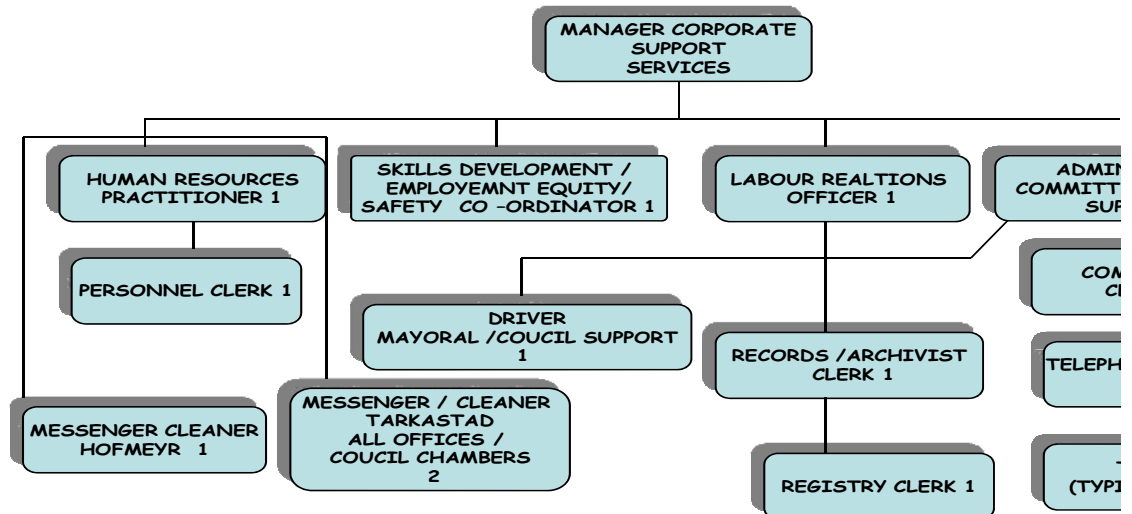 MANAGER CORPORATE
SUPPORT
SERVICES
HUMAN RESOURCES
PRACTITIONER 1
SKILLS DEVELOPMENT /
EMPLOYEMNT EQUITY/
SAFETY CO -ORDINATOR 1
LABOUR REALTIONS
OFFICER 1
PERSONNEL CLERK 1
DRIVER
MAYORAL /COUCIL SUPPORT
1
RECORDS /ARCHIVIST
CLERK 1
MESSENGER CLEANER
HOFMEYR 1
MESSENGER / CLEANER
TARKASTAD
ALL OFFICES /
COUCIL CHAMBERS
2
REGISTRY CLERK 1